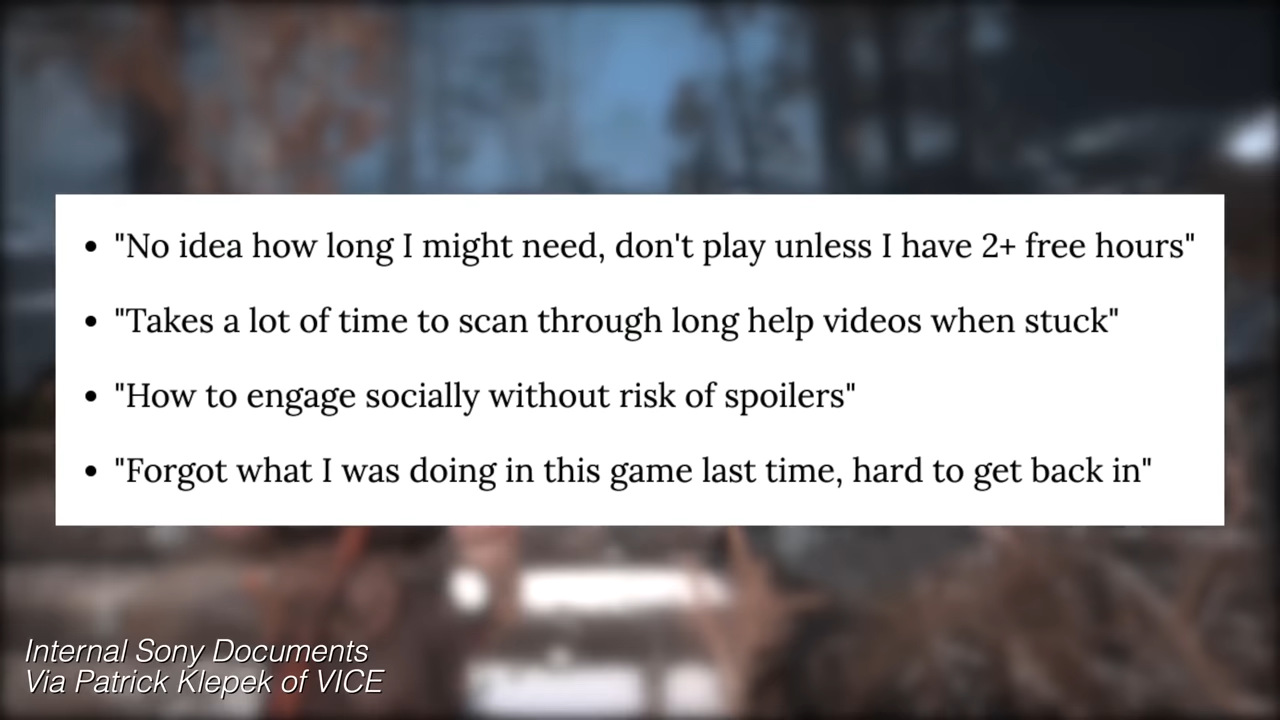 • "No idea how long I might need, don't play unless I have 2+ free hours"
• "Takes a lot of time to scan through long help videos when stuck"
• "How to engage socially without risk of spoilers"
• "Forgot what I was doing in this game last time, hard to get back in"
Internal Sony Documents
Via Patrick Klepek of VICE